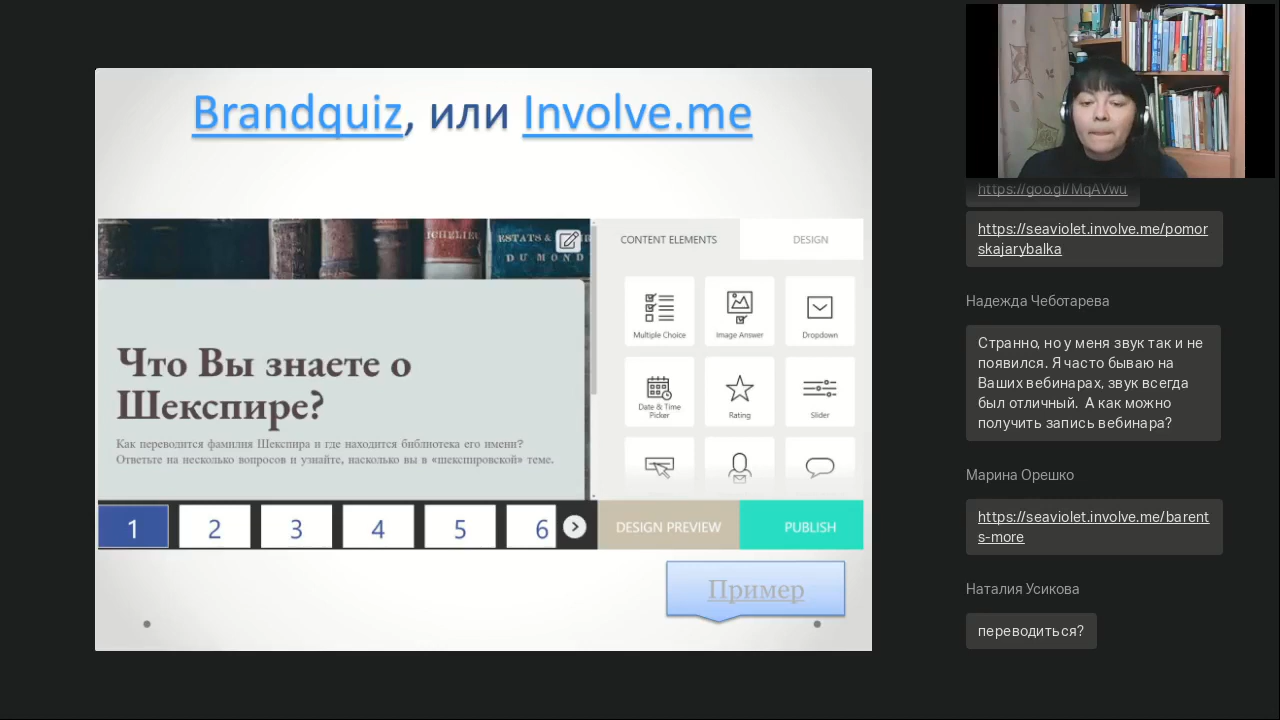 Brandquiz, или Involve.me
RICHELIEU
ESTATS &
DU MOND
CONTENT ELEMENTS
DESIGN
Multiple Choice
Image Answer
Dropdown
Date & Time
Picker
Rating
Slider
Что Вы знаете о
Шекспире?
Как переводится фамилия Шекспира и где находится библиотека его имени?
Ответьте на несколько вопросов и узнайте, насколько вы в «шекспировской» теме.
1
2
3
4
5
6
DESIGN PREVIEW
PUBLISH
Пример
https://goo.gl/MqAVwu
https://seaviolet.involve.me/pomor
skajarybalka
Надежда Чеботарева
Странно, но у меня звук так и не
появился. Я часто бываю на
Ваших вебинарах, звук всегда
был отличный. А как можно
получить запись вебинара?
Марина Орешко
https://seaviolet.involve.me/barent
s-more
Наталия Усикова
переводиться?